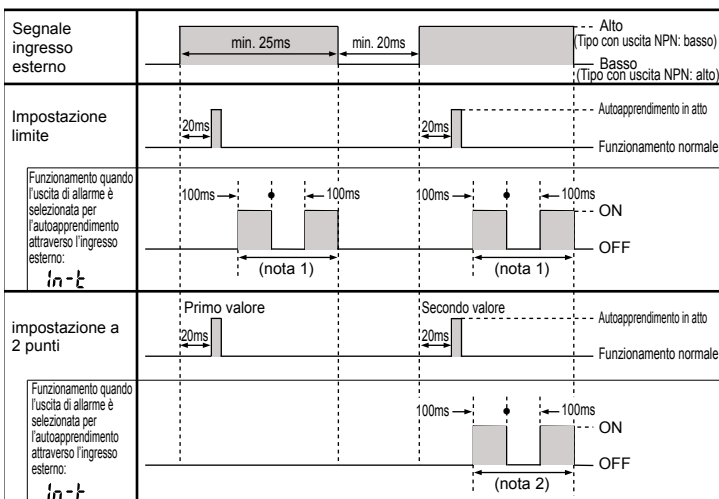 Segnale
ingresso
esterno
min. 25ms
min. 20ms
Alto
(Tipo con uscita NPN: basso)
Basso
(Tipo con uscita NPN: alto)
Impostazione
limite
20ms
20ms
Autoapprendimento in atto
Funzionamento normale
Funzionamento quando
l'uscita di allarme è
selezionata per
l'autoapprendimento
attraverso l'ingresso
esterno:
in-t
100ms
100ms
100ms
100ms
ON
OFF
(nota 1)
(nota 1)
impostazione a
2 punti
Primo valore
Secondo valore
20ms
20ms
Autoapprendimento in atto
Funzionamento normale
Funzionamento quando
l'uscita di allarme è
selezionata per
l'autoapprendimento
attraverso l'ingresso
esterno:
in-t
100ms
100ms
ON
OFF
(nota 2)